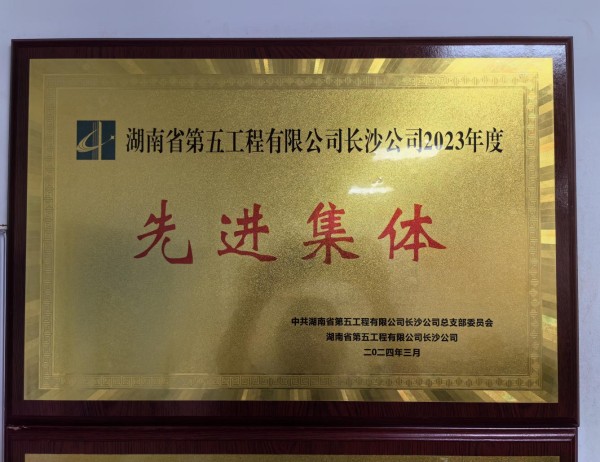 湖南省第五工程有限公司长沙公司2023年度
先进集体
中共湖南省第五工程有限公司长沙公司总支部委员会
湖南省第五工程有限公司长沙公司
二〇二四年三月